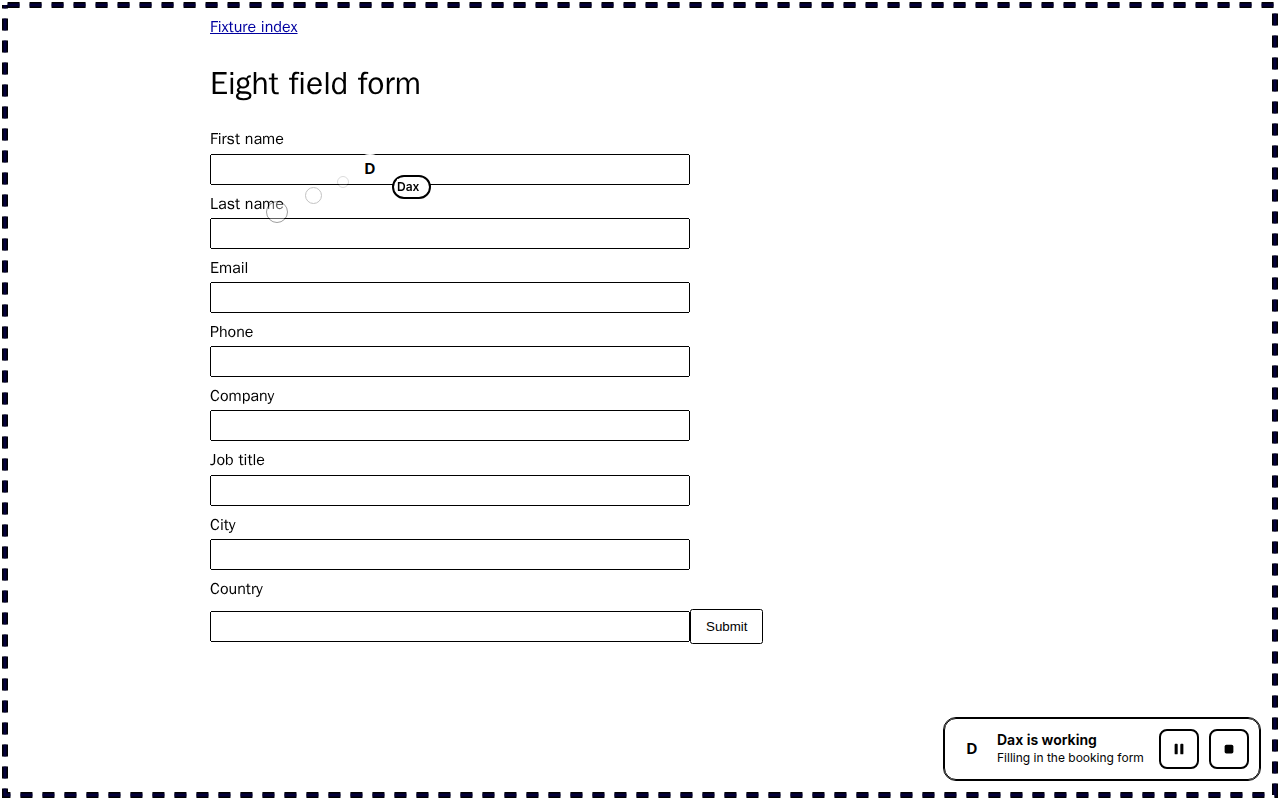 Fixture index
Eight field form
First name
D
Dax
Last name
Email
Phone
Company
Job title
City
Country
Submit
D
Dax is working
Filling in the booking form